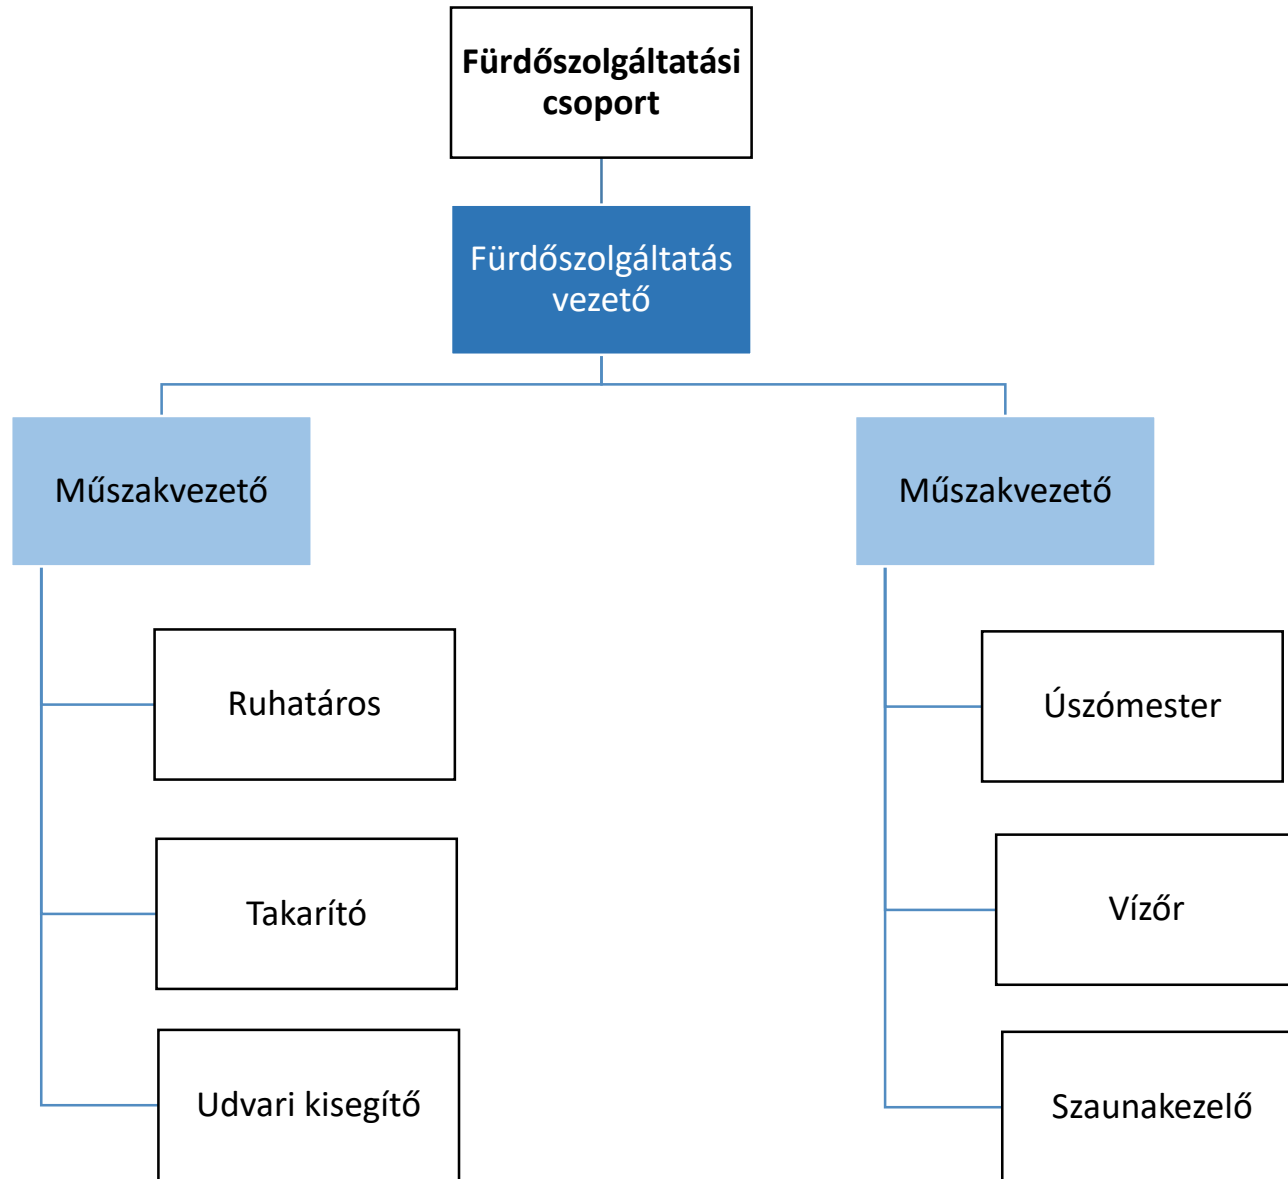 Fürdőszolgáltatási
csoport
Fürdőszolgáltatás
vezető
Műszakvezető
Műszakvezető
Ruhatáros
Úszómester
Takarító
Vízőr
Udvari kisegítő
Szaunakezelő